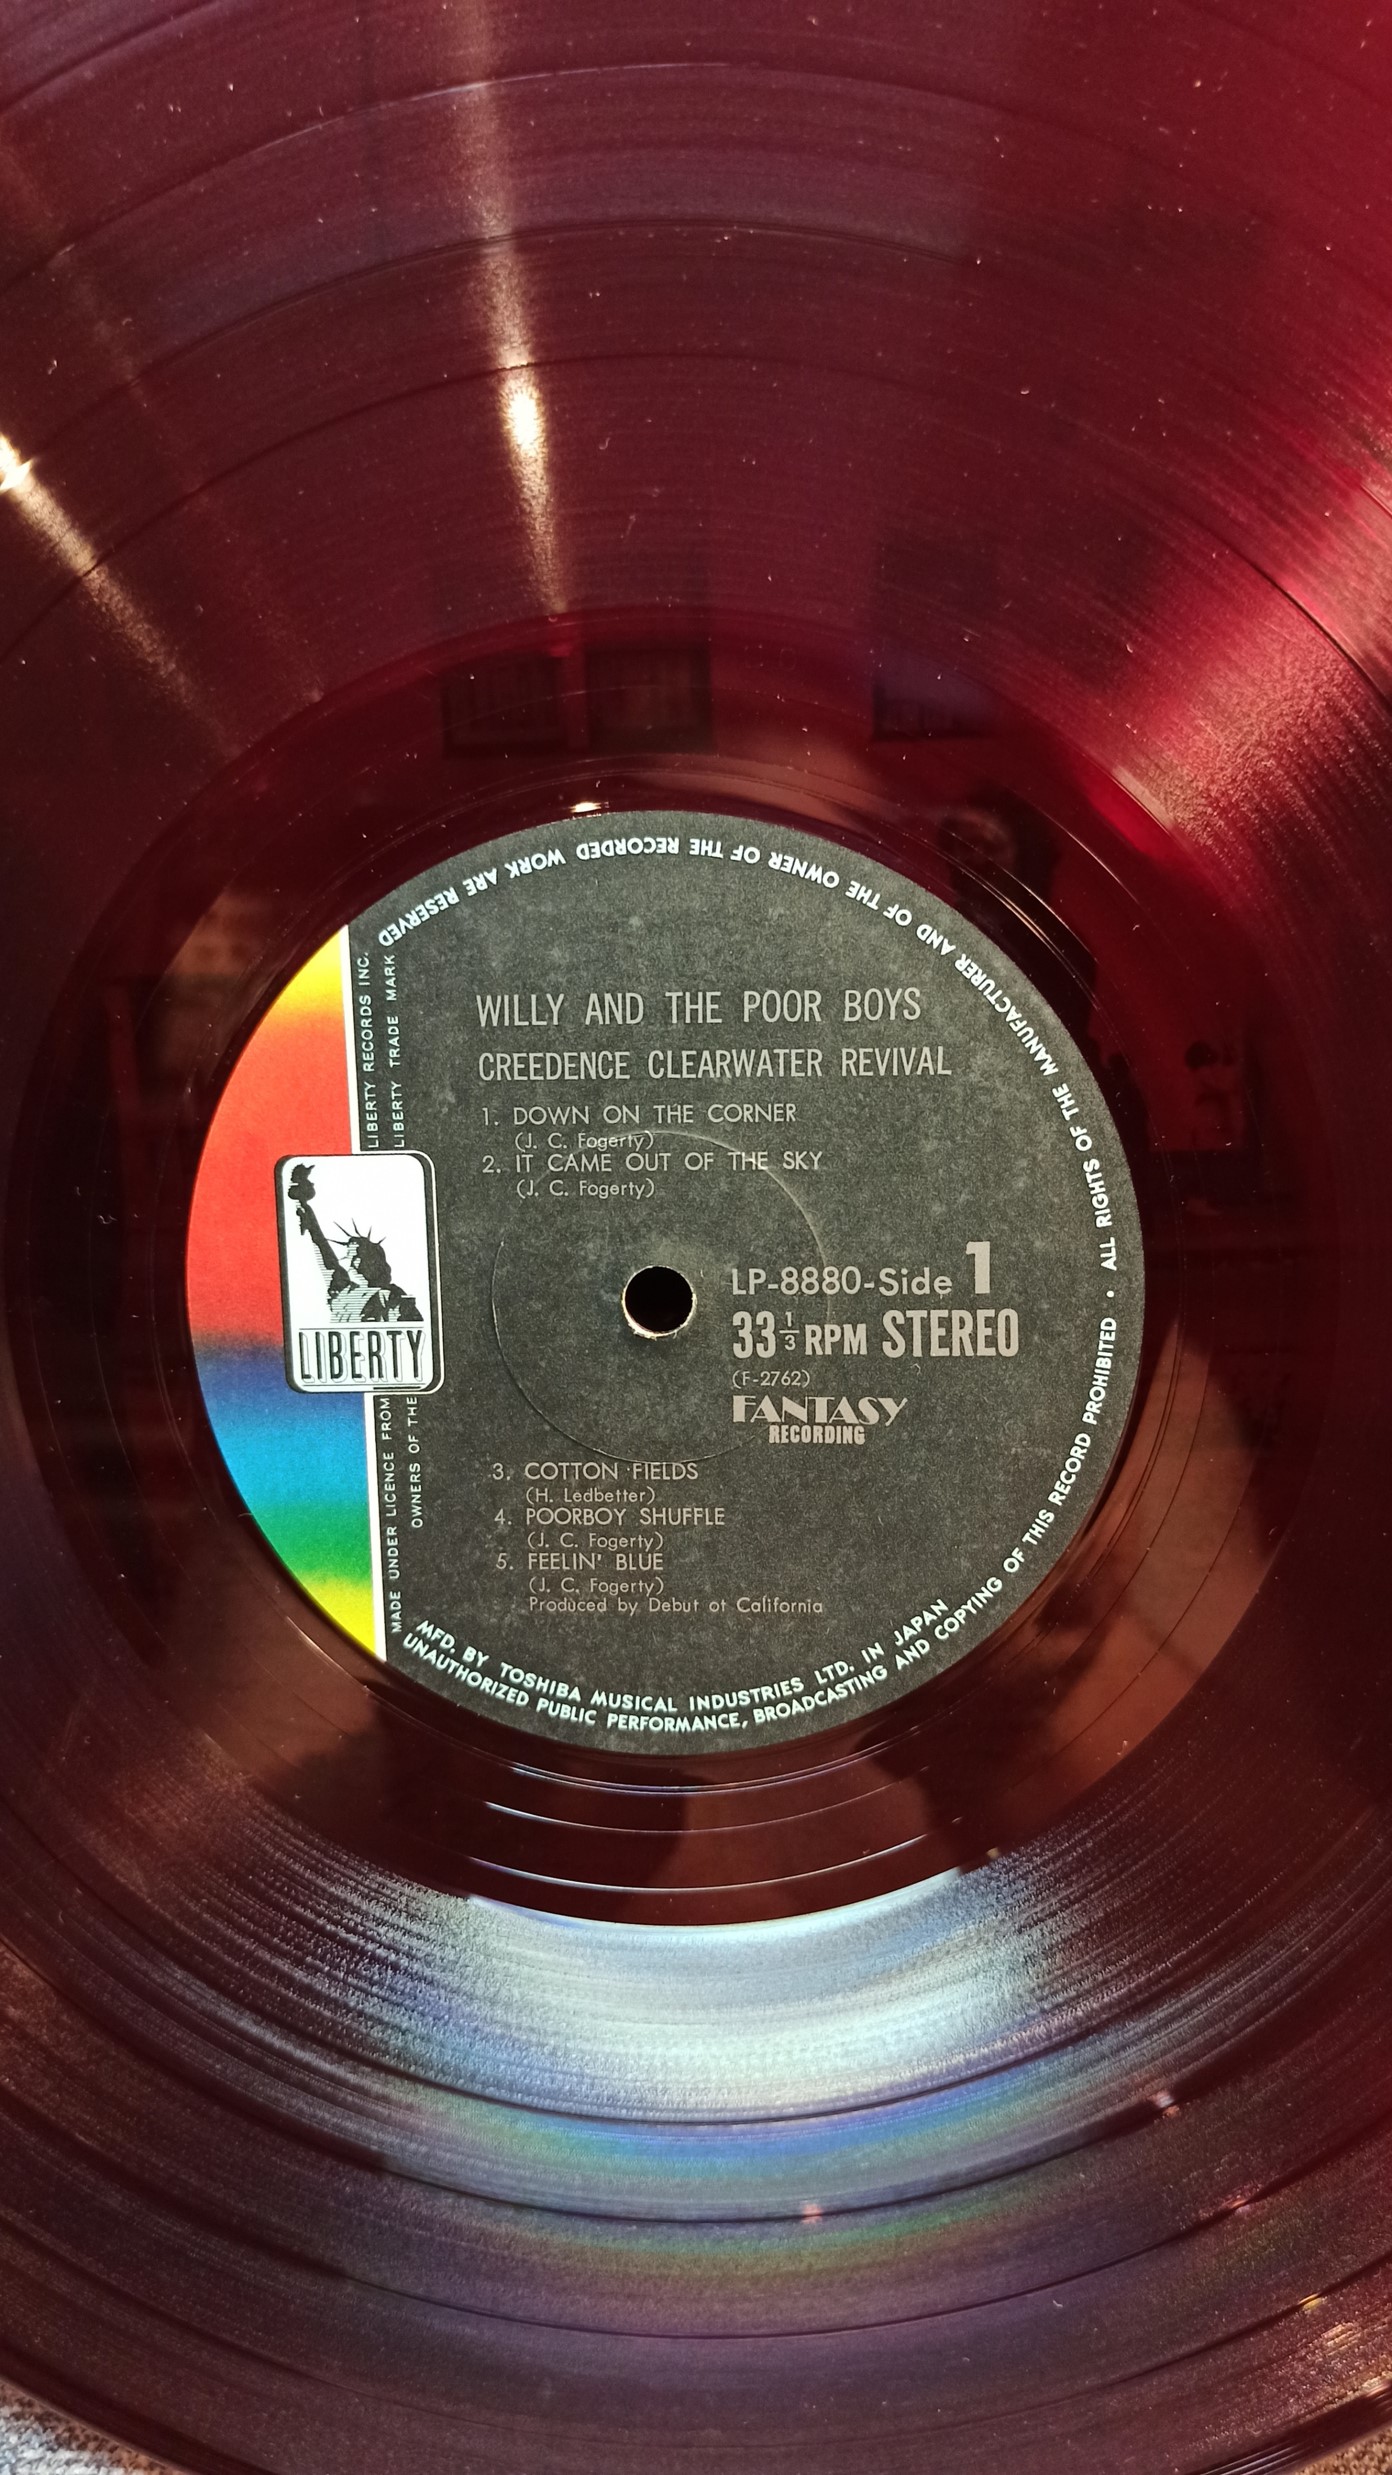 WILLY AND THE POOR BOYS
CREEDENCE CLEARWATER REVIVAL
1. DOWN ON THE CORNER
(J. C. Fogerty)
2. IT CAME OUT OF THE SKY
(J. C. Fogerty)
LP-8880-Side 1
33 1/3 RPM STEREO
(F-2762)
FANTASY
RECORDING
3. COTTON FIELDS
(H. Ledbetter)
4. POORBOY SHUFFLE
(J. C. Fogerty)
5. FEELIN' BLUE
(J. C. Fogerty)
Produced by Debut ot California
LIBERTY
MADE UNDER LICENCE FROM LIBERTY RECORDS INC.
OWNERS OF THE LIBERTY TRADE MARK
MFD. BY TOSHIBA MUSICAL INDUSTRIES LTD. IN JAPAN
UNAUTHORIZED PUBLIC PERFORMANCE, BROADCASTING AND COPYING OF THIS RECORD PROHIBITED • ALL RIGHTS OF THE MANUFACTURER AND OF THE OWNER OF THE RECORDED WORK ARE RESERVED